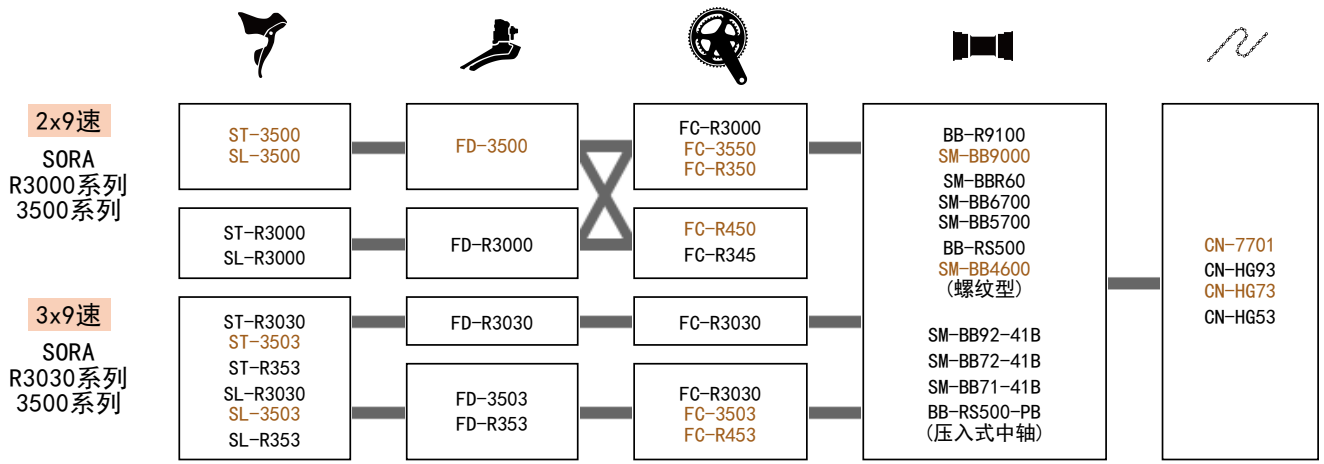 2x9速
SORA
R3000系列
3500系列
ST-3500
SL-3500
FD-3500
FC-R3000
FC-3550
FC-R350
ST-R3000
SL-R3000
FD-R3000
FC-R450
FC-R345
3x9速
SORA
R3030系列
3500系列
ST-R3030
ST-3503
ST-R353
SL-R3030
SL-3503
SL-R353
FD-R3030
FC-R3030
FD-3503
FD-R353
FC-R3030
FC-3503
FC-R453
BB-R9100
SM-BB9000
SM-BBR60
SM-BB6700
SM-BB5700
BB-RS500
SM-BB4600
(螺纹型)
SM-BB92-41B
SM-BB72-41B
SM-BB71-41B
BB-RS500-PB
(压入式中轴)
CN-7701
CN-HG93
CN-HG73
CN-HG53